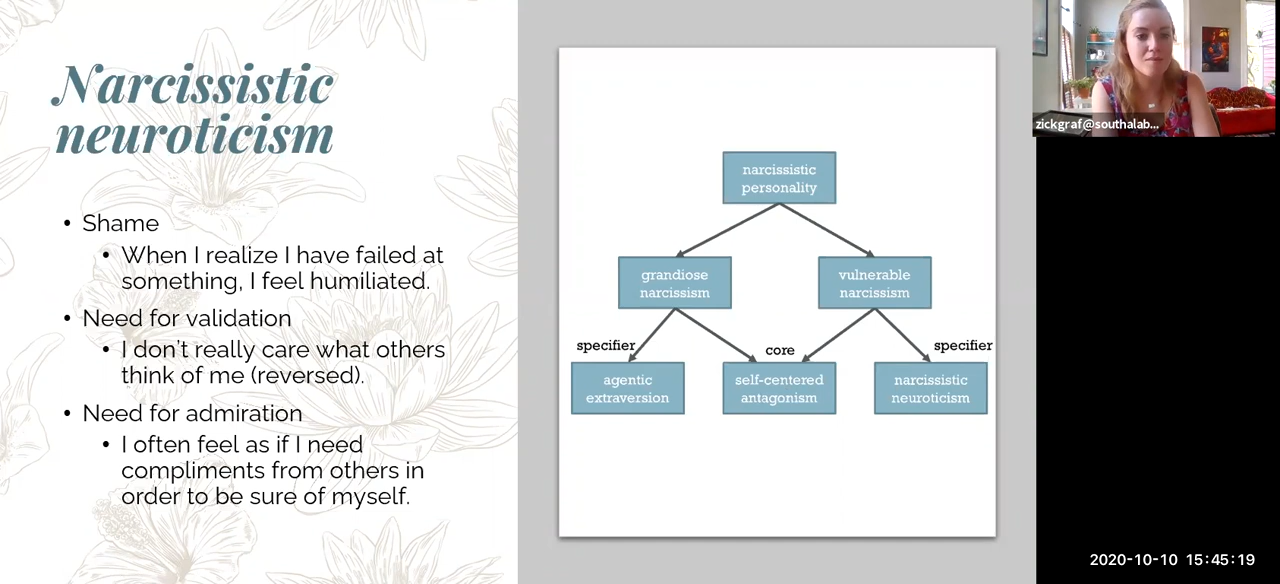 Narcissistic
neuroticism
• Shame
• When I realize I have failed at
something, I feel humiliated.
• Need for validation
• I don't really care what others
think of me (reversed).
• Need for admiration
• I often feel as if I need
compliments from others in
order to be sure of myself.
narcissistic
personality
grandiose
narcissism
vulnerable
narcissism
specifier
core
specifier
agentic
extraversion
self-centered
antagonism
narcissistic
neuroticism
zickgraf@southalab...
2020-10-10 15:45:19